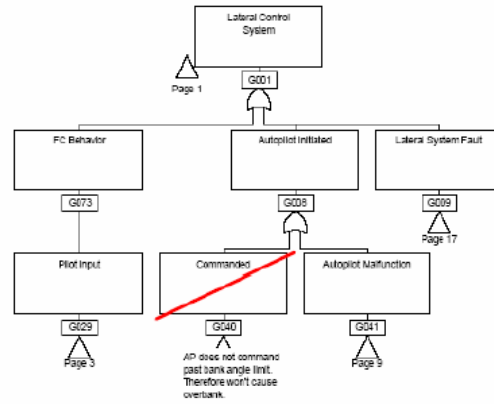 Lateral Control
System
G001
Page 1
FC Behavior
Autopilot Initiated
Lateral System Fault
G073
G008
G009
Page 17
Pilot Input
Commanded
Autopilot Malfunction
G029
G040
G041
Page 3
AP does not command
past bank angle limit.
Therefore won't cause
overbank.
Page 9